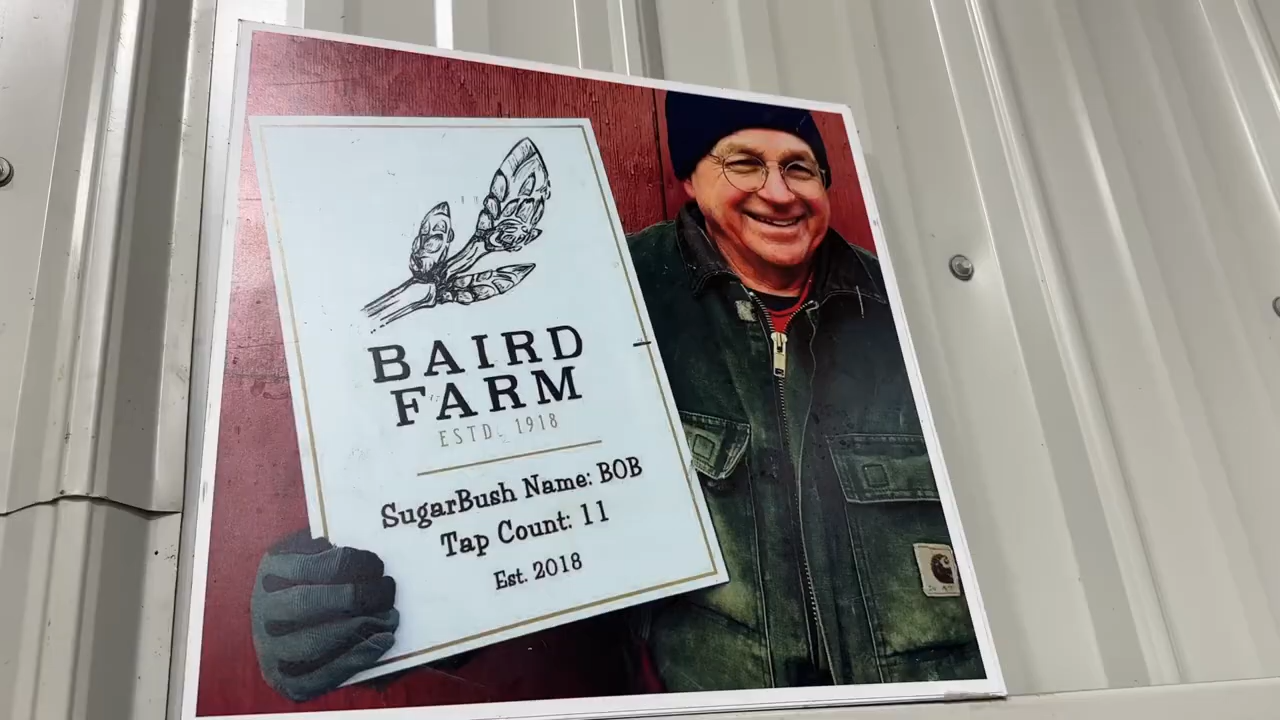 BAIRD
FARM
ESTD. 1918
SugarBush Name: BOB
Tap Count: 11
Est. 2018